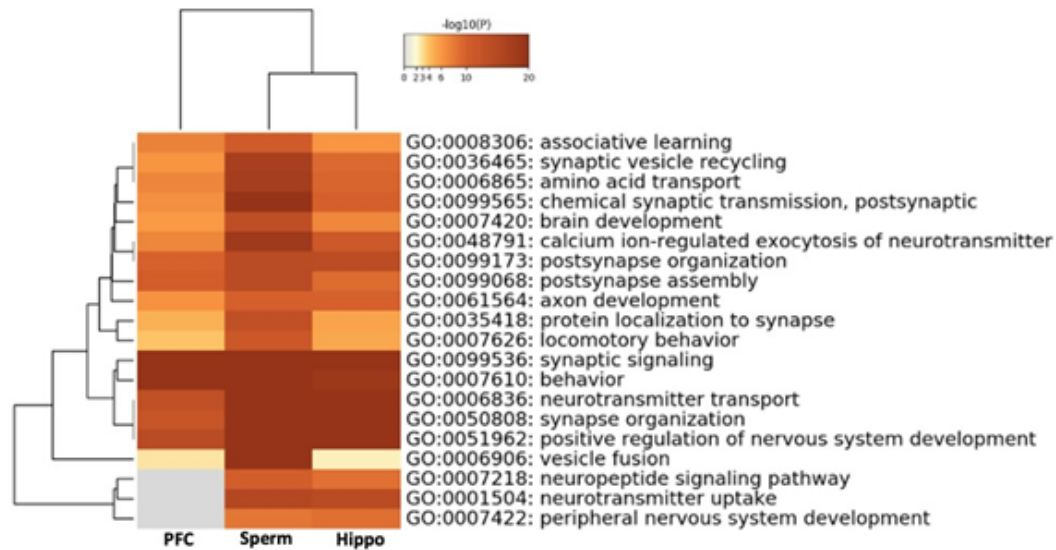 -log10(P)
0 2 3 4 6 10 20
GO:0008306: associative learning
GO:0036465: synaptic vesicle recycling
GO:0006865: amino acid transport
GO:0099565: chemical synaptic transmission, postsynaptic
GO:0007420: brain development
GO:0048791: calcium ion-regulated exocytosis of neurotransmitter
GO:0099173: postsynapse organization
GO:0099068: postsynapse assembly
GO:0061564: axon development
GO:0035418: protein localization to synapse
GO:0007626: locomotory behavior
GO:0099536: synaptic signaling
GO:0007610: behavior
GO:0006836: neurotransmitter transport
GO:0050808: synapse organization
GO:0051962: positive regulation of nervous system development
GO:0006906: vesicle fusion
GO:0007218: neuropeptide signaling pathway
GO:0001504: neurotransmitter uptake
GO:0007422: peripheral nervous system development
PFC Sperm Hippo